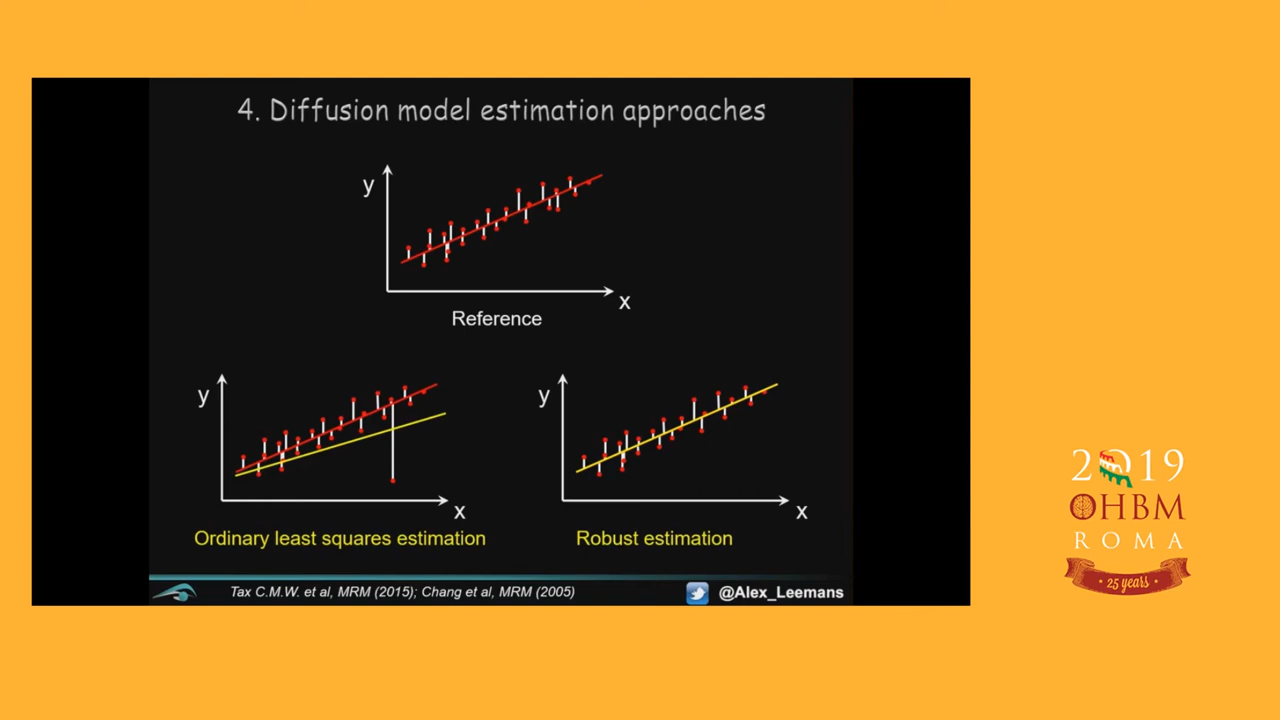 4. Diffusion model estimation approaches
y
x
Reference
y
x
Ordinary least squares estimation
y
x
Robust estimation
Tax C.M.W. et al, MRM (2015); Chang et al, MRM (2005)
@Alex_Leemans
2019
OHBM
ROMA
• 25 years •